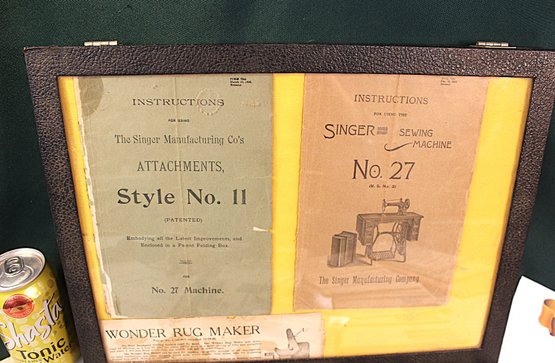 INSTRUCTIONS
FOR USING
The Singer Manufacturing Co's
ATTACHMENTS,
Style No. 11
(PATENTED)
Embodying all the Latest Improvements, and
Enclosed in a Patent Folding Box.
FOR
No. 27 Machine.
INSTRUCTIONS
FOR USING THE
SINGER SEWING
MACHINE
No. 27
The Singer Manufacturing Company.
WONDER RUG MAKER
Shasta
Tonic
Water